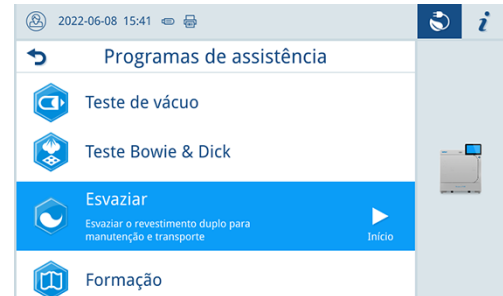 2022-06-08 15:41
Programas de assistência
Teste de vácuo
Teste Bowie & Dick
Esvaziar
Esvaziar o revestimento duplo para
manutenção e transporte
Início
Formação